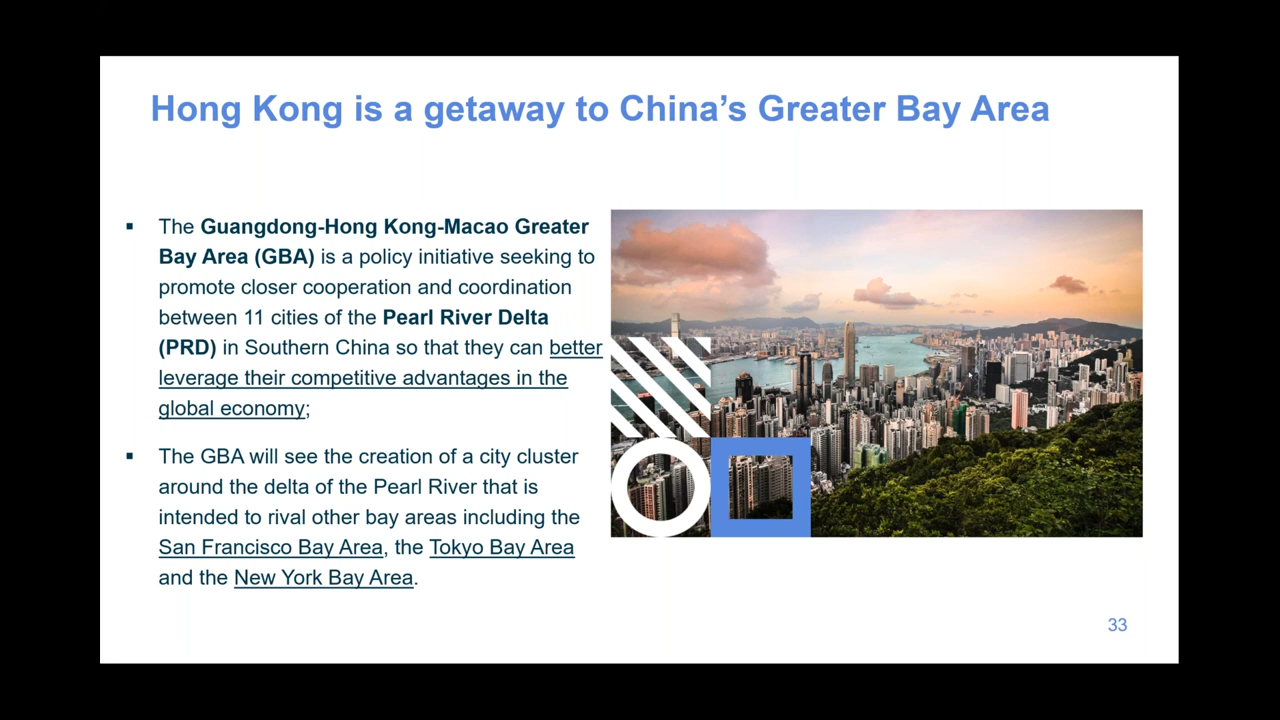 Hong Kong is a getaway to China’s Greater Bay Area
▪ The Guangdong-Hong Kong-Macao Greater
Bay Area (GBA) is a policy initiative seeking to
promote closer cooperation and coordination
between 11 cities of the Pearl River Delta
(PRD) in Southern China so that they can better
leverage their competitive advantages in the
global economy;
▪ The GBA will see the creation of a city cluster
around the delta of the Pearl River that is
intended to rival other bay areas including the
San Francisco Bay Area, the Tokyo Bay Area
and the New York Bay Area.
33